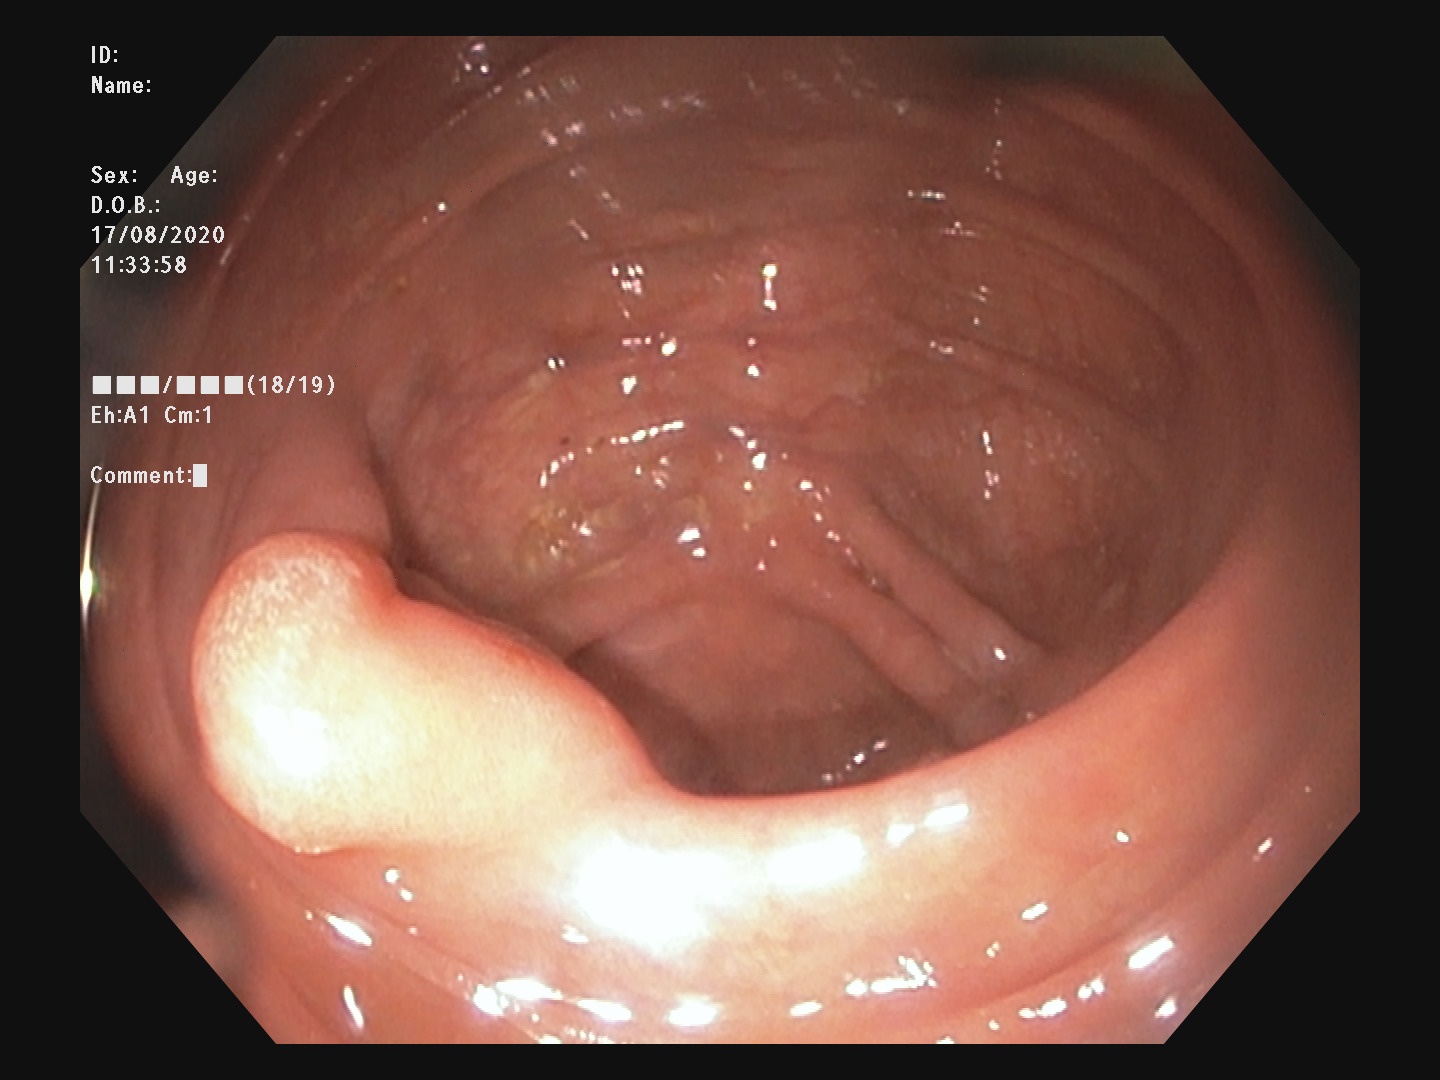 ID:
Name:
Sex: Age:
D.O.B.:
17/08/2020
11:33:58
■■■/■■■(18/19)
Eh:A1 Cm:1
Comment: